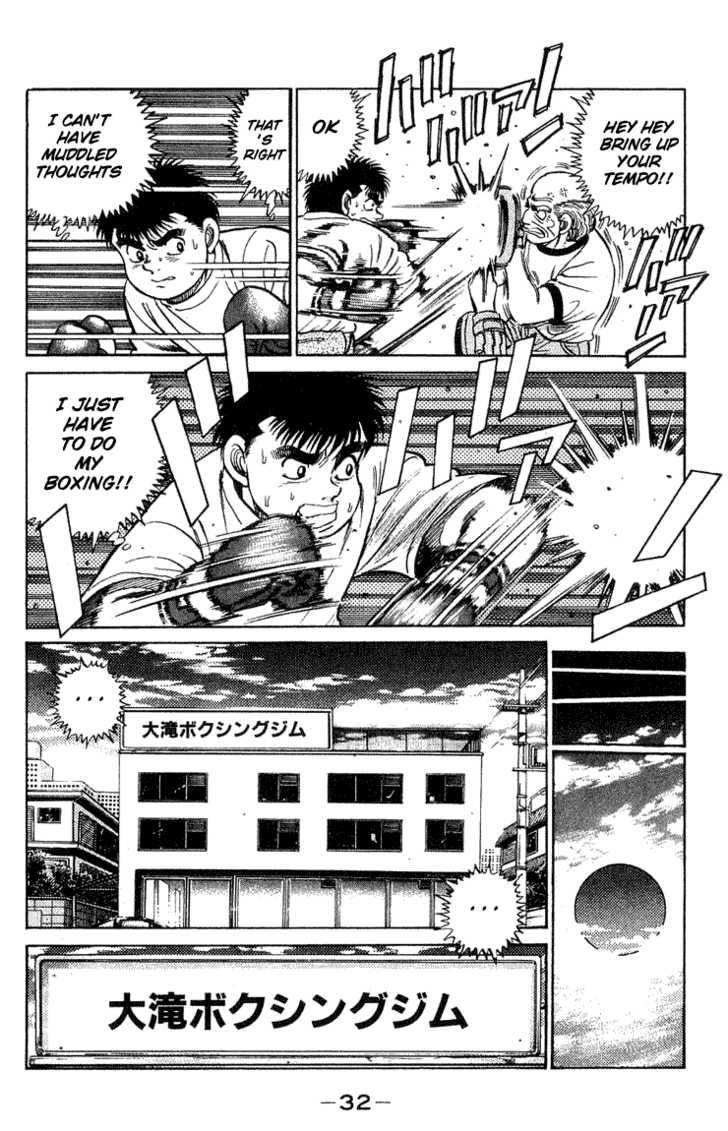 HEY HEY
BRING UP
YOUR
TEMPO!!
OK
THAT
'S
RIGHT
I CAN'T
HAVE
MUDDLED
THOUGHTS
I JUST
HAVE
TO DO
MY
BOXING!!
...
大滝ボクシングジム
...
大滝ボクシングジム
-32-